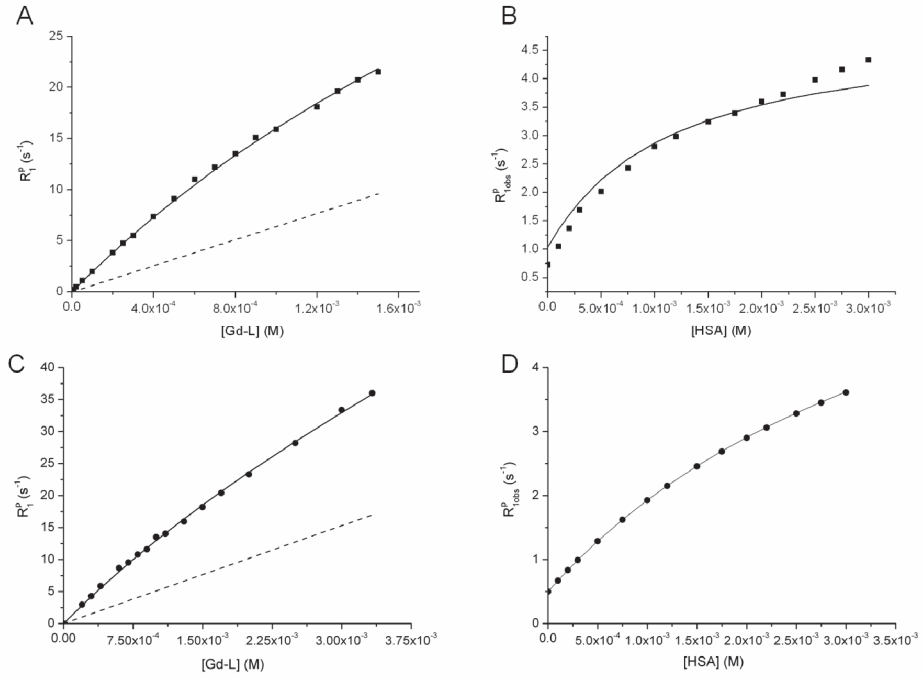 A
R₁ᵖ (s⁻¹)
25
20
15
10
5
0
0.0 4.0x10⁻⁴ 8.0x10⁻⁴ 1.2x10⁻³ 1.6x10⁻³
[Gd-L] (M)
B
Rᵖ₁obs (s⁻¹)
4.5
4.0
3.5
3.0
2.5
2.0
1.5
1.0
0.5
0.0 5.0x10⁻⁴ 1.0x10⁻³ 1.5x10⁻³ 2.0x10⁻³ 2.5x10⁻³ 3.0x10⁻³
[HSA] (M)
C
R₁ᵖ (s⁻¹)
40
35
30
25
20
15
10
5
0
0.00 7.50x10⁻⁴ 1.50x10⁻³ 2.25x10⁻³ 3.00x10⁻³ 3.75x10⁻³
[Gd-L] (M)
D
Rᵖ₁obs (s⁻¹)
4
3
2
1
0
0.0 5.0x10⁻⁴ 1.0x10⁻³ 1.5x10⁻³ 2.0x10⁻³ 2.5x10⁻³ 3.0x10⁻³ 3.5x10⁻³
[HSA] (M)